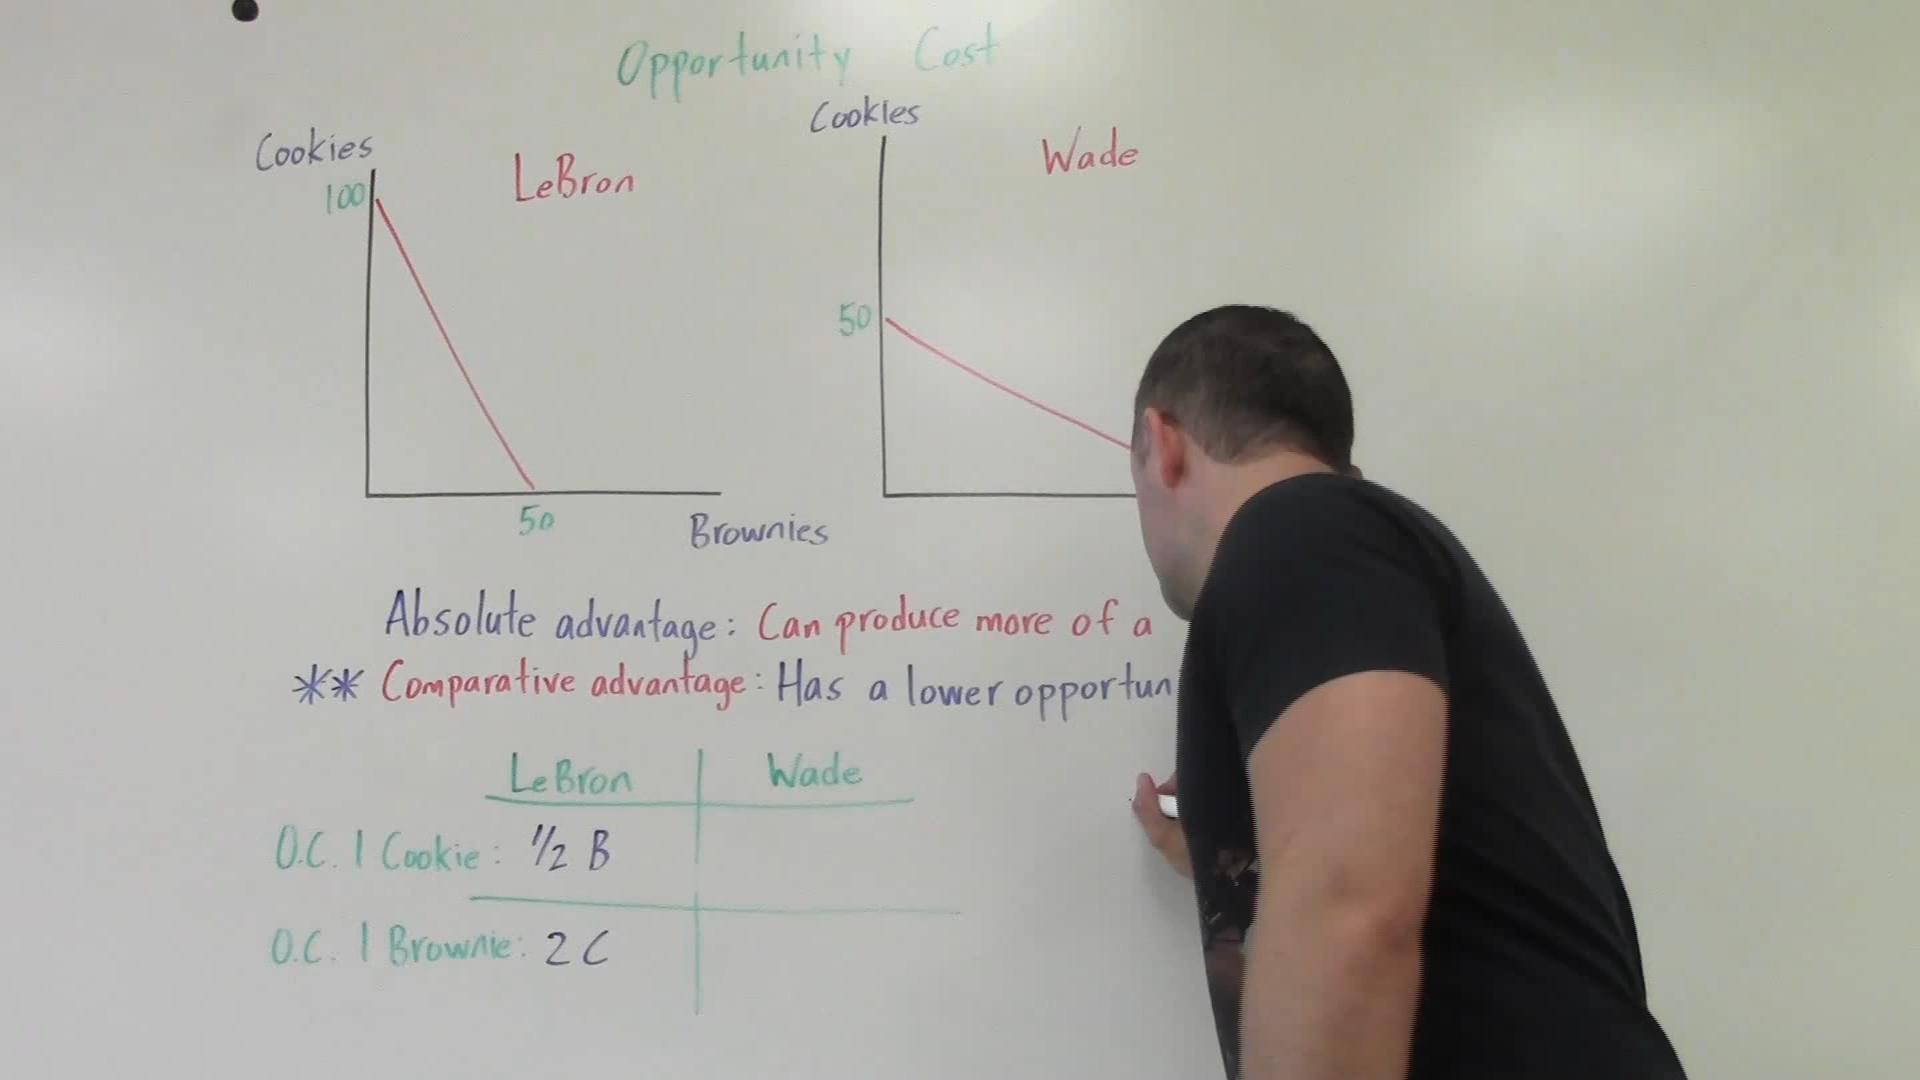 Opportunity Cost
Cookies
100
LeBron
50
Brownies
Cookies
Wade
50
Absolute advantage: Can produce more of a
** Comparative advantage: Has a lower opportun
LeBron Wade
O.C. 1 Cookie: 1/2 B
O.C. 1 Brownie: 2 C